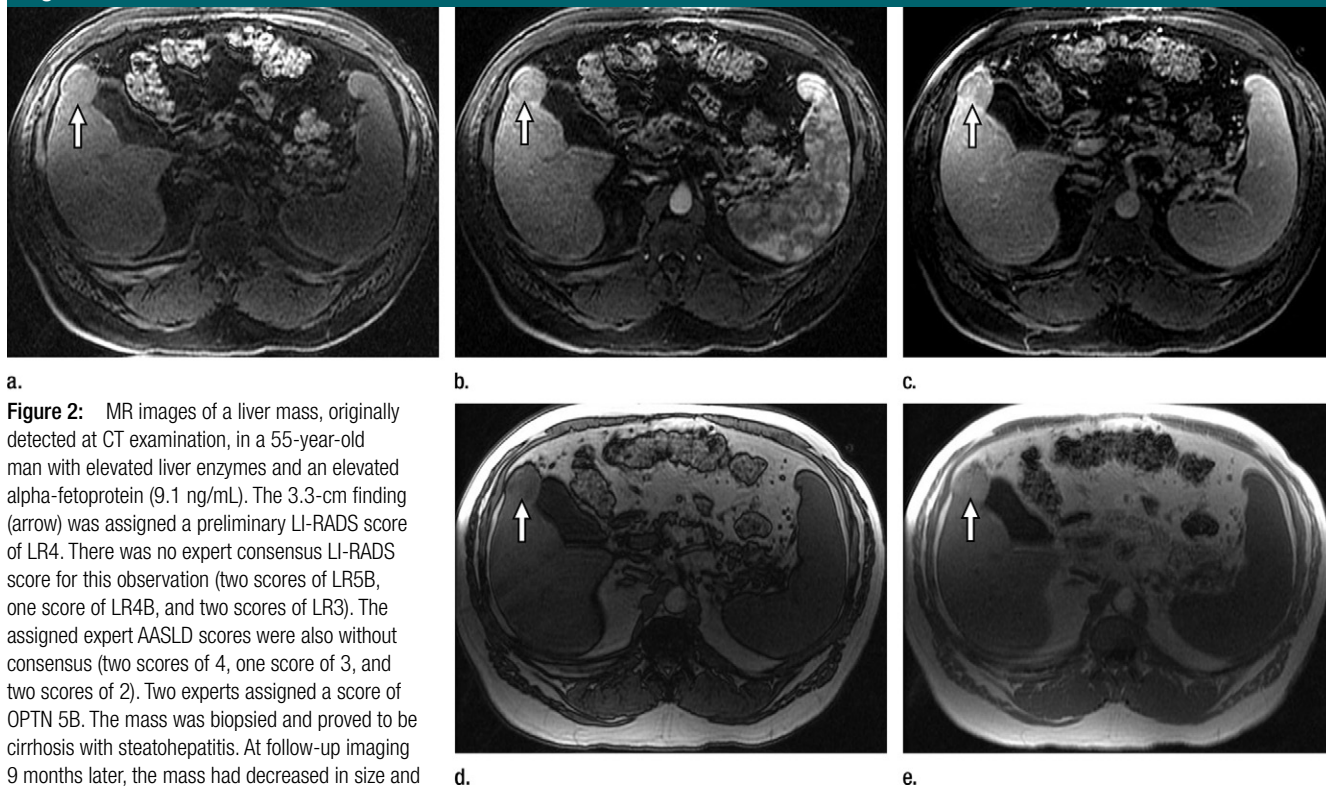 a.
b.
c.
Figure 2: MR images of a liver mass, originally
detected at CT examination, in a 55-year-old
man with elevated liver enzymes and an elevated
alpha-fetoprotein (9.1 ng/mL). The 3.3-cm finding
(arrow) was assigned a preliminary LI-RADS score
of LR4. There was no expert consensus LI-RADS
score for this observation (two scores of LR5B,
one score of LR4B, and two scores of LR3). The
assigned expert AASLD scores were also without
consensus (two scores of 4, one score of 3, and
two scores of 2). Two experts assigned a score of
OPTN 5B. The mass was biopsied and proved to be
cirrhosis with steatohepatitis. At follow-up imaging
9 months later, the mass had decreased in size and
d.
e.